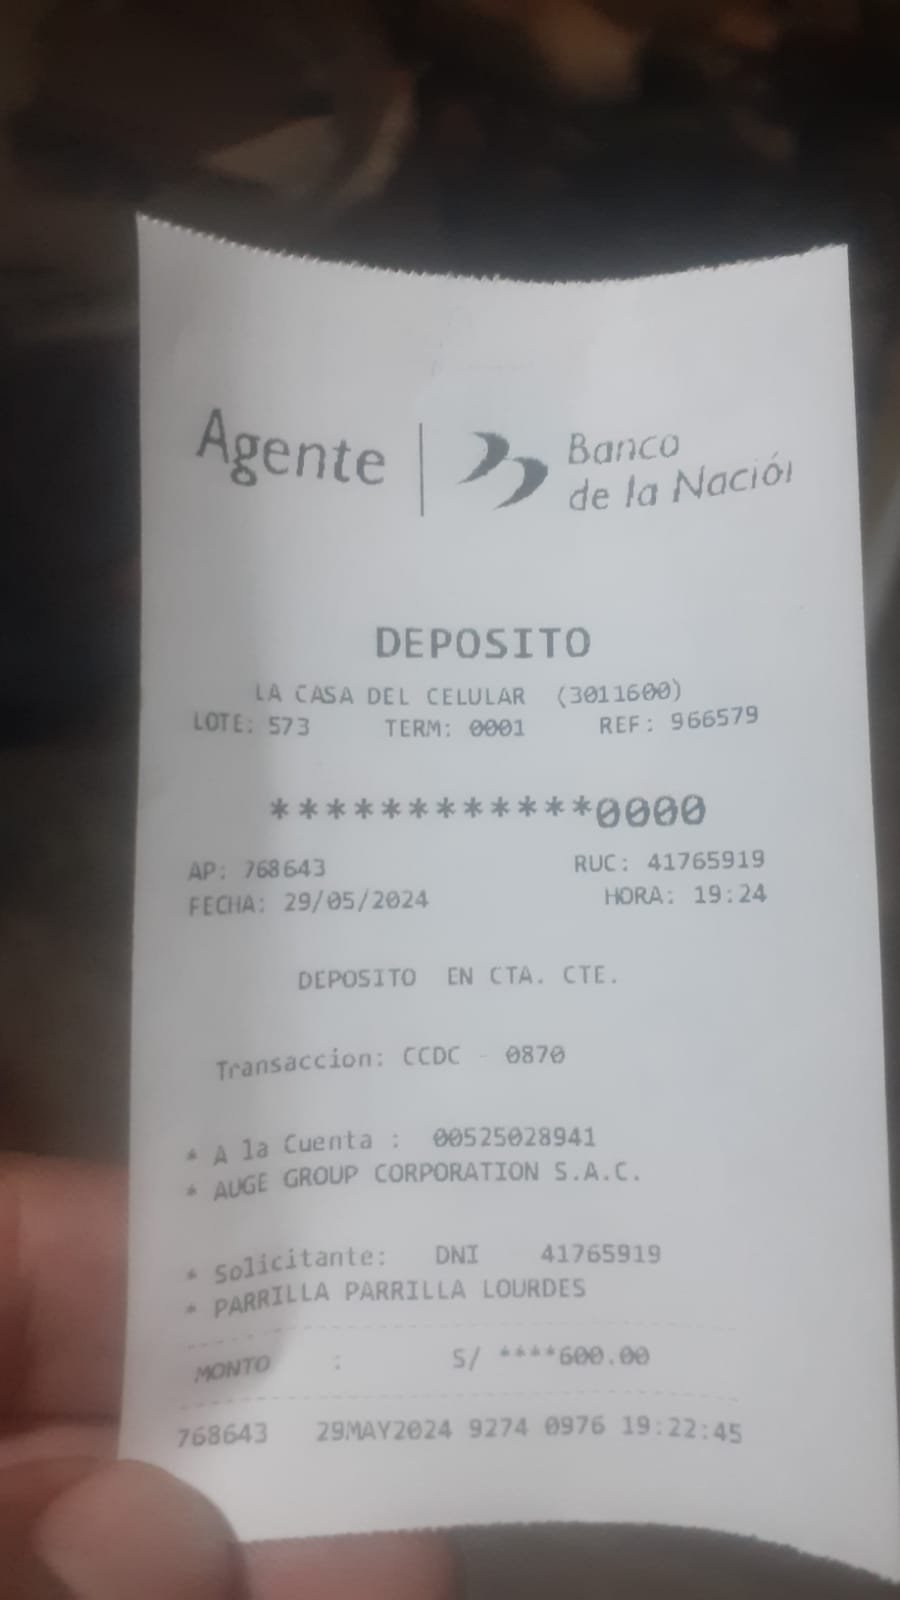 Agente | Banco
de la Nación
DEPOSITO
LA CASA DEL CELULAR (3011600)
LOTE: 573 TERM: 0001 REF: 966579
************0000
AP: 768643 RUC: 41765919
FECHA: 29/05/2024 HORA: 19:24
DEPOSITO EN CTA. CTE.
Transaccion: CCDC - 0870
* A la Cuenta : 00525028941
* AUGE GROUP CORPORATION S.A.C.
* Solicitante: DNI 41765919
* PARRILLA PARRILLA LOURDES
MONTO : S/ ****600.00
768643 29MAY2024 9274 0976 19:22:45